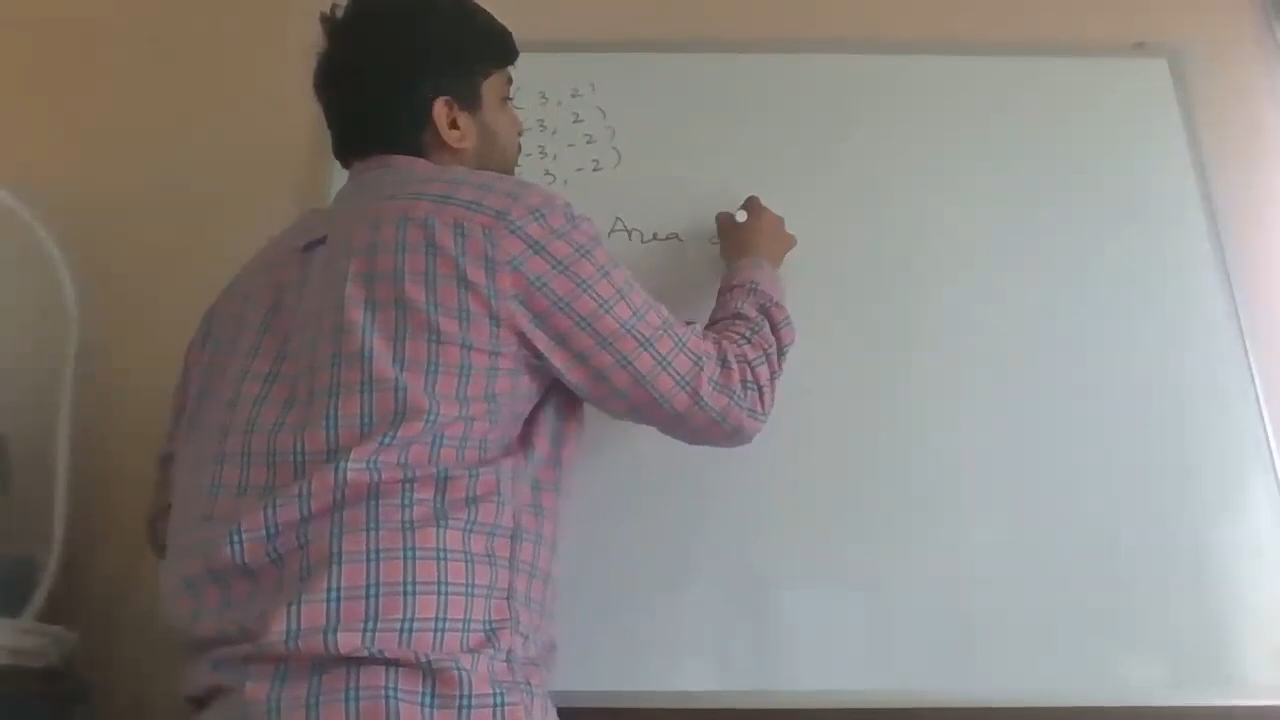 ( 3, 2)
-3, 2 )
(-3, -2 )
3, -2 )
Area